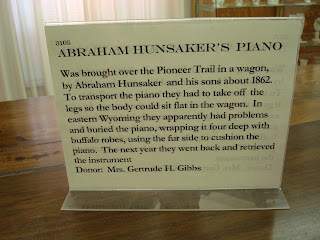 3105
ABRAHAM HUNSAKER'S PIANO
Was brought over the Pioneer Trail in a wagon,
by Abraham Hunsaker and his sons about 1862.
To transport the piano they had to take off the
legs so the body could sit flat in the wagon. In
eastern Wyoming they apparently had problems
and buried the piano, wrapping it four deep with
buffalo robes, using the fur side to cushion the
piano. The next year they went back and retrieved
the instrument
Donor: Mrs. Gertrude H. Gibbs